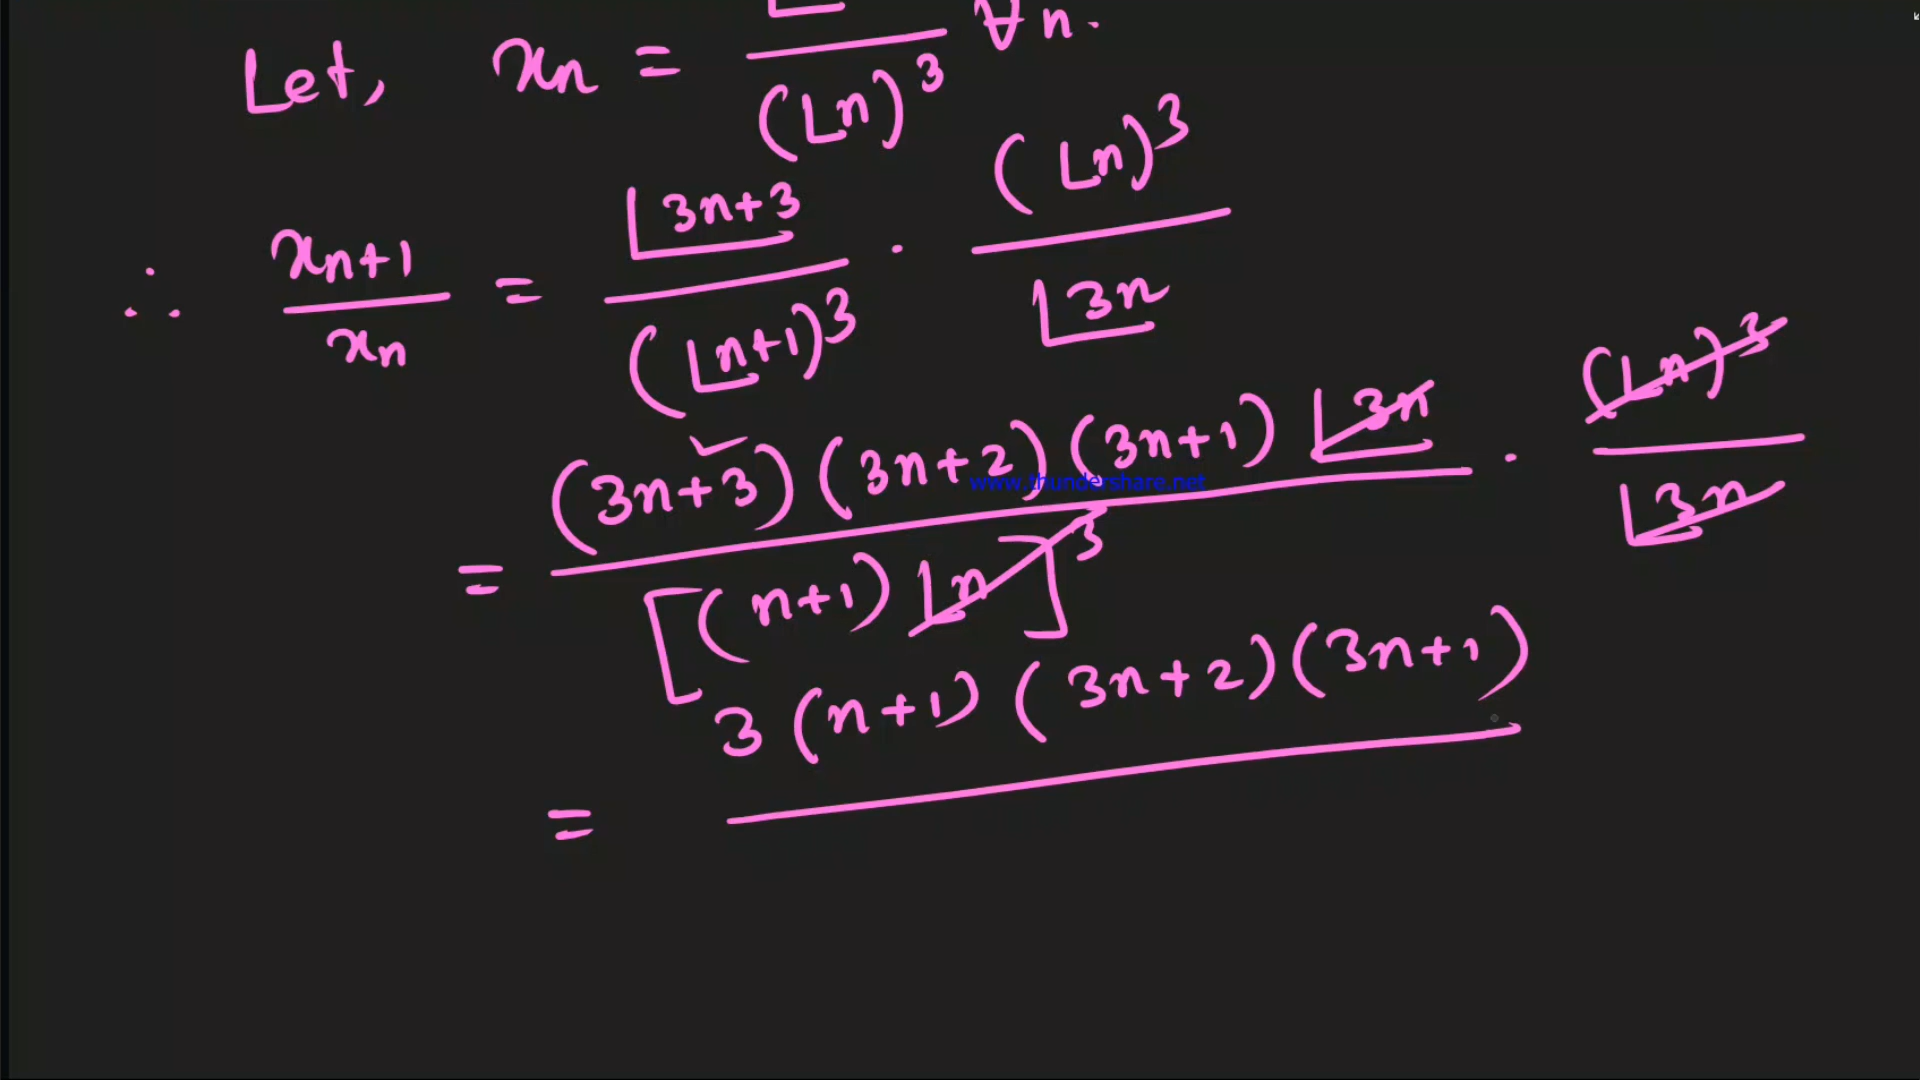 Let, xn = ⌊ / (⌊n)³ ∀ n.
∴ xn+1 / xn = ⌊3n+3 / (⌊n+1)³ · (⌊n)³ / ⌊3n
= (3n+3)(3n+2)(3n+1)⌊3n / [(n+1)⌊n]³ · (⌊n)³ / ⌊3n
www.thundershare.net
= 3(n+1)(3n+2)(3n+1) /